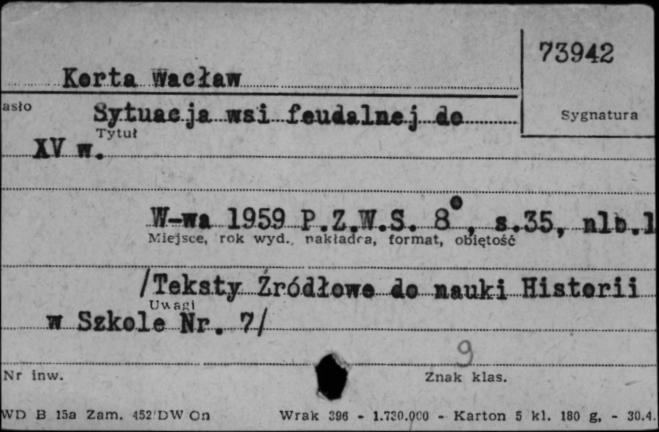 73942
Korta Wacław
asło
Sygnatura
Sytuacja wsi feudalnej do
Tytuł
XV w.
W-wa 1959 P.Z.W.S. 8°, s.35, nlb.1
Miejsce, rok wyd., nakładca, format, objętość
/Teksty Źródłowe do nauki Historii
Uwagi
w Szkole Nr. 7/
9
Nr inw.
Znak klas.
WD B 15a Zam. 452/DW On
Wrak 396 - 1.730.000 - Karton 5 kl. 180 g, - 30.4.